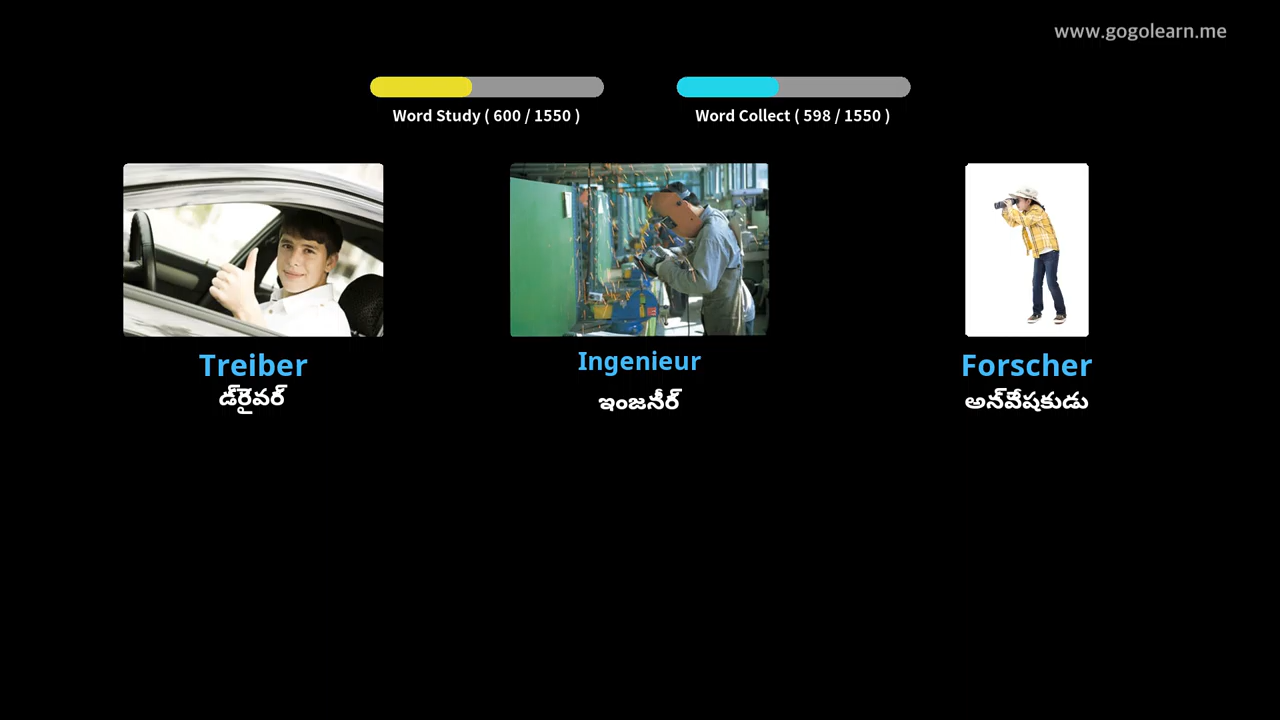 www.gogolearn.me
Word Study ( 600 / 1550 )
Word Collect ( 598 / 1550 )
Treiber
Ingenieur
Forscher
డ్రైవర్
ఇంజనీర్
అన్వేషకుడు